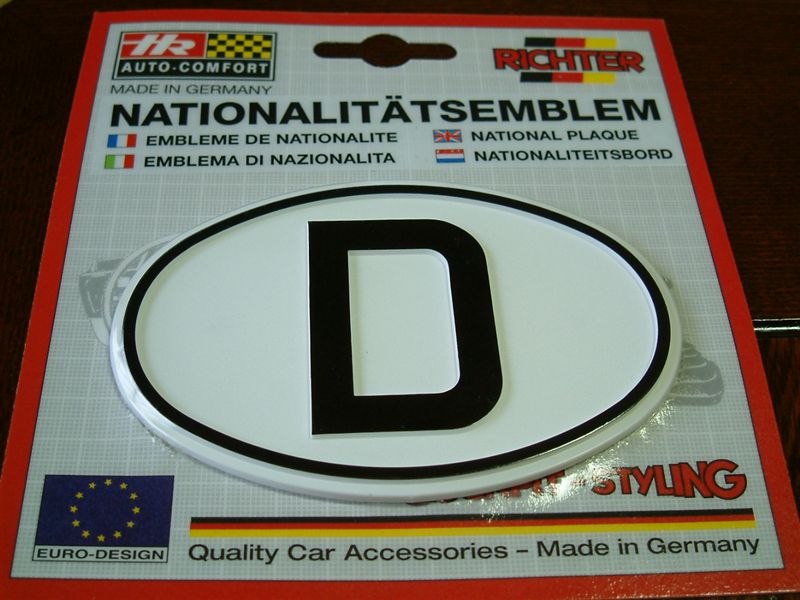 HR
AUTO-COMFORT
RICHTER
MADE IN GERMANY
NATIONALITÄTSEMBLEM
EMBLEME DE NATIONALITE
NATIONAL PLAQUE
EMBLEMA DI NAZIONALITA
NATIONALITEITSBORD
D
STYLING
EURO-DESIGN
Quality Car Accessories – Made in Germany